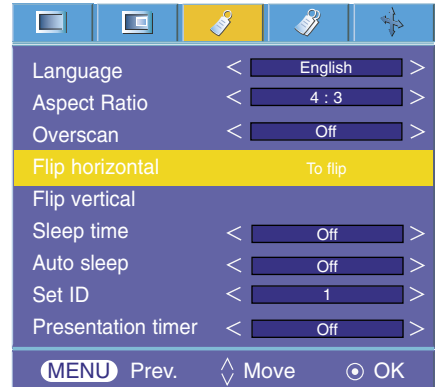 Language < English >
Aspect Ratio < 4 : 3 >
Overscan < Off >
Flip horizontal To flip
Flip vertical
Sleep time < Off >
Auto sleep < Off >
Set ID < 1 >
Presentation timer < Off >
MENU Prev. Move OK